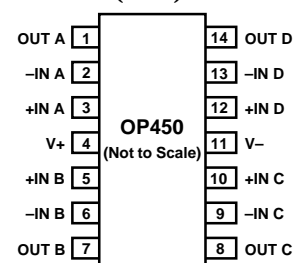 OUT A 1 14 OUT D
–IN A 2 13 –IN D
+IN A 3 12 +IN D
OP450
V+ 4 (Not to Scale) 11 V–
+IN B 5 10 +IN C
–IN B 6 9 –IN C
OUT B 7 8 OUT C